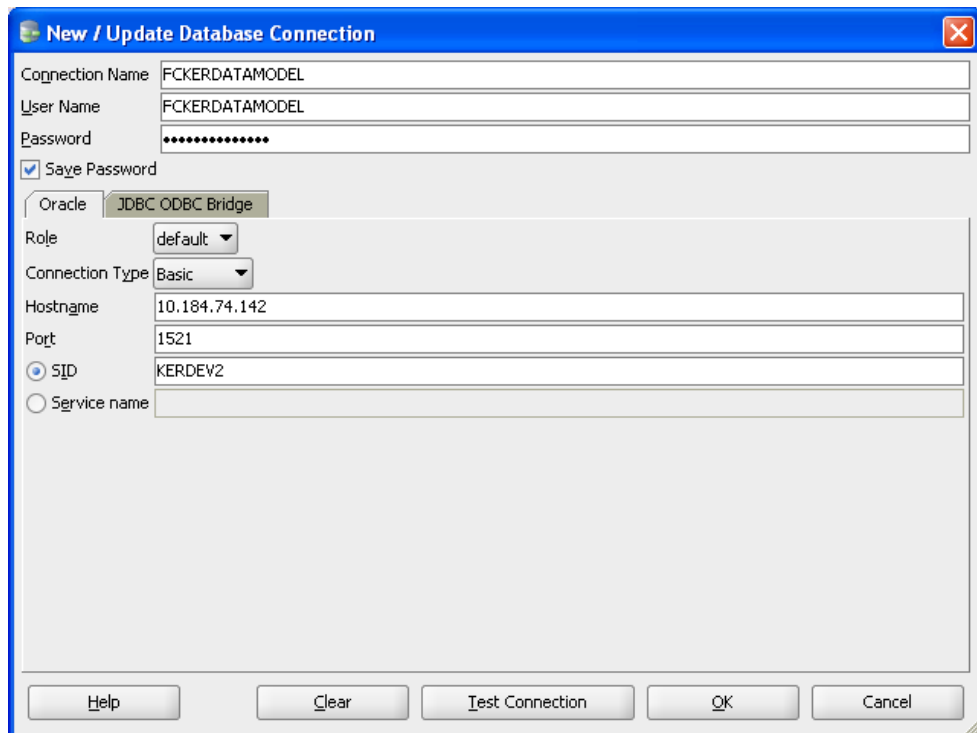 New / Update Database Connection
Connection Name FCKERDATAMODEL
User Name FCKERDATAMODEL
Password ••••••••••••••
Save Password
Oracle JDBC ODBC Bridge
Role default
Connection Type Basic
Hostname 10.184.74.142
Port 1521
SID KERDEV2
Service name
Help Clear Test Connection OK Cancel